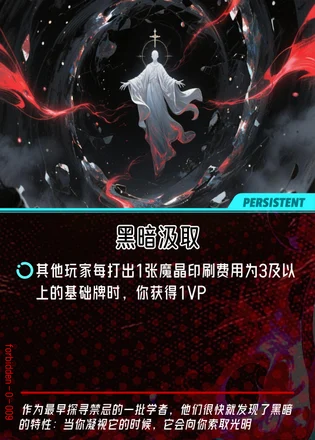 PERSISTENT
黑暗汲取
其他玩家每打出1张魔晶印刷费用为3及以
上的基础牌时，你获得1VP
forbidden-0-009
作为最早探寻禁忌的一批学者，他们很快就发现了黑暗
的特性：当你凝视它的时候，它会向你索取光明